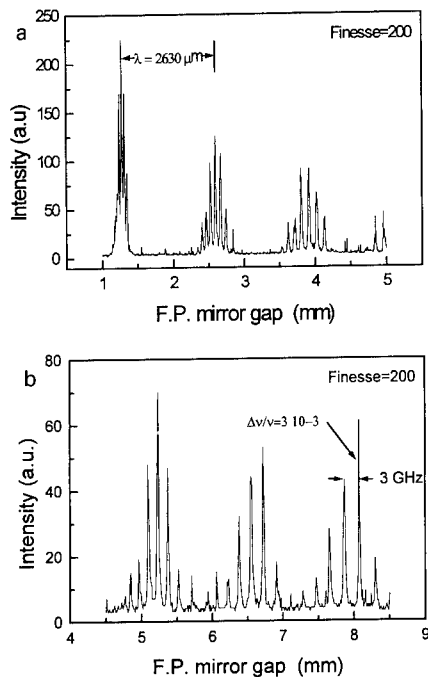 a
Finesse=200
λ = 2630 μm
250
200
150
100
50
0
Intensity (a.u)
1 2 3 4 5
F.P. mirror gap (mm)
b
Finesse=200
Δν/ν=3 10−3
3 GHz
80
60
40
20
0
Intensity (a.u.)
4 5 6 7 8 9
F.P. mirror gap (mm)